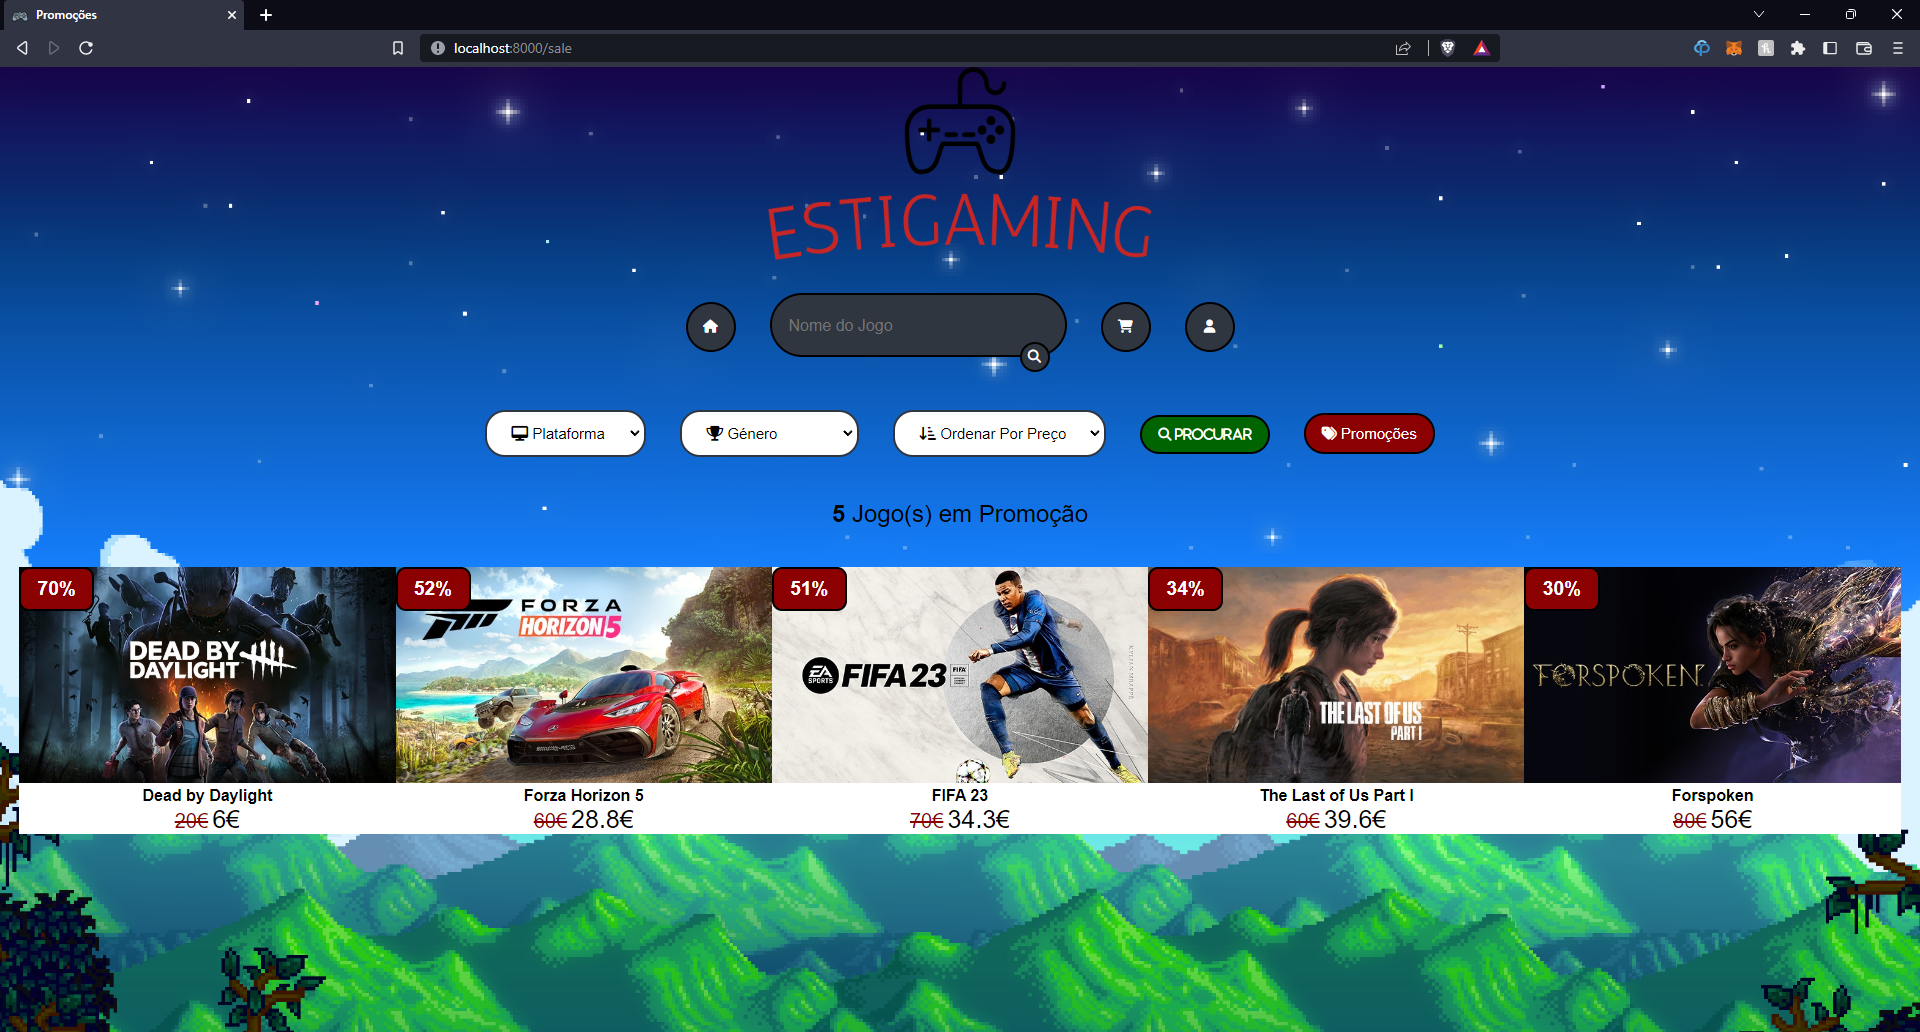 Promoções
localhost:8000/sale
ESTIGAMING
Nome do Jogo
Plataforma
Género
Ordenar Por Preço
PROCURAR
Promoções
5 Jogo(s) em Promoção
70%
52%
51%
34%
30%
DEAD BY
DAYLIGHT
FORZA
HORIZON 5
EA
SPORTS
FIFA 23
FIFA
KYLIAN MBAPPÉ
THE LAST OF US
PART I
FORSPOKEN
Dead by Daylight
20€ 6€
Forza Horizon 5
60€ 28.8€
FIFA 23
70€ 34.3€
The Last of Us Part I
60€ 39.6€
Forspoken
80€ 56€